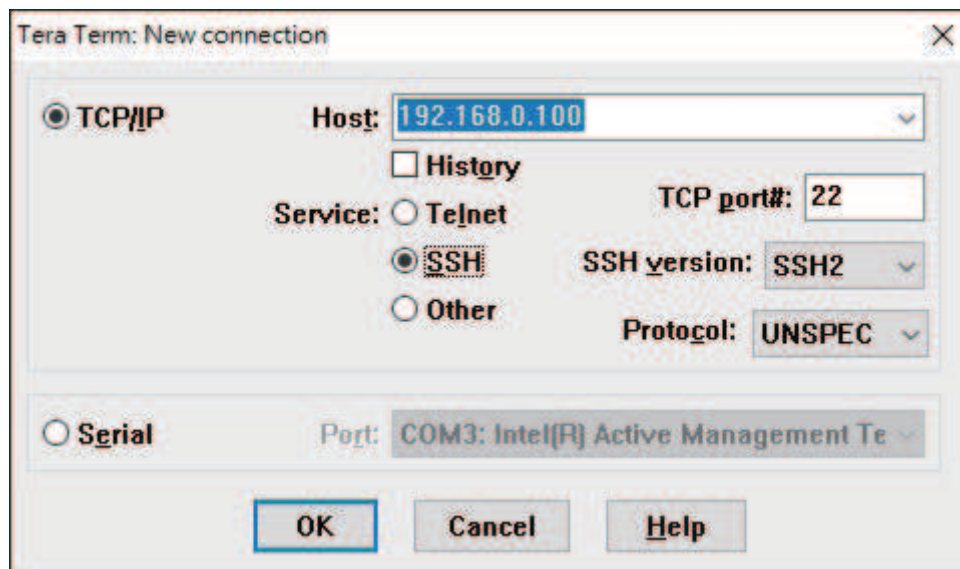 Tera Term: New connection
TCP/IP Host: 192.168.0.100
History
Service: Telnet TCP port#: 22
SSH SSH version: SSH2
Other Protocol: UNSPEC
Serial Port: COM3: Intel(R) Active Management Te
OK Cancel Help